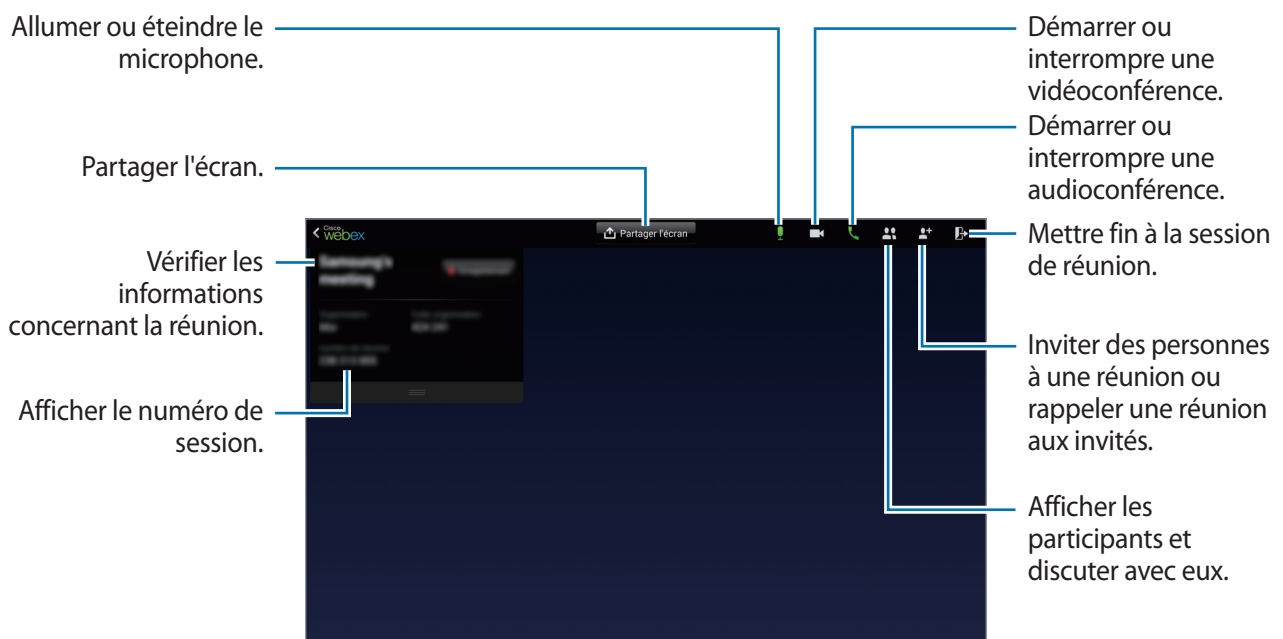 Allumer ou éteindre le
microphone.
Partager l'écran.
Vérifier les
informations
concernant la réunion.
Afficher le numéro de
session.
Cisco
webex
Partager l'écran
Samsung's
meeting
Démarrer ou
interrompre une
vidéoconférence.
Démarrer ou
interrompre une
audioconférence.
Mettre fin à la session
de réunion.
Inviter des personnes
à une réunion ou
rappeler une réunion
aux invités.
Afficher les
participants et
discuter avec eux.